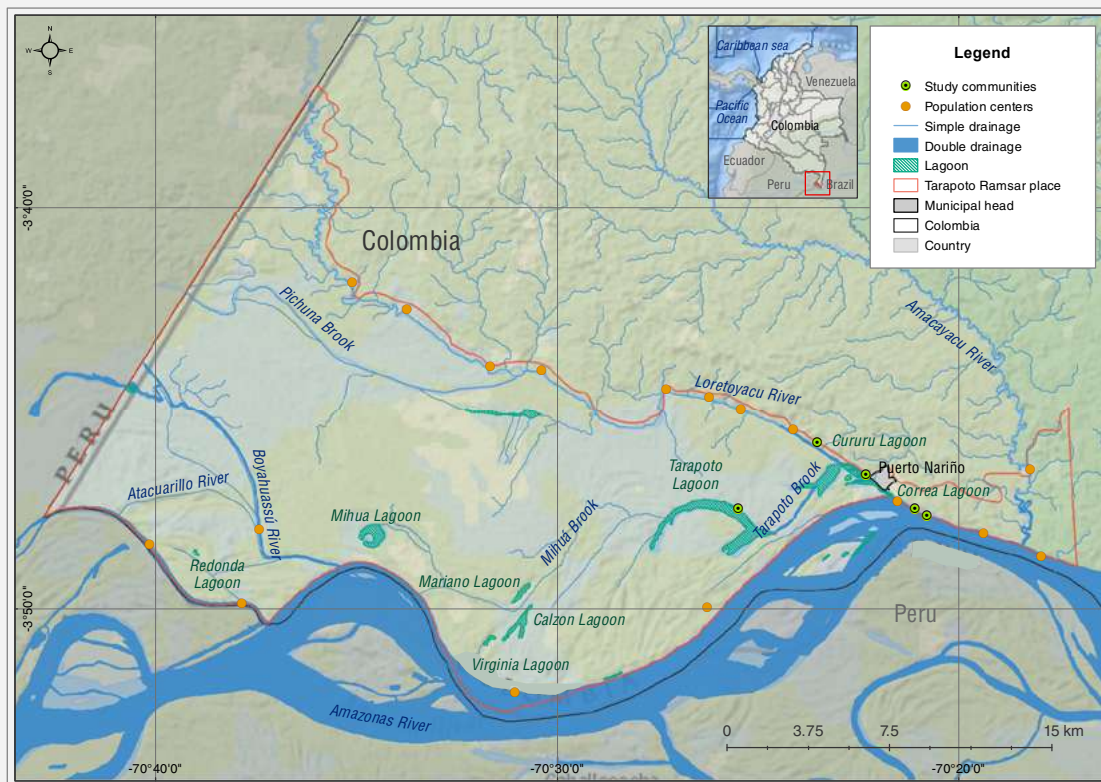 N
W E
S
Caribbean sea
Venezuela
Pacific
Ocean
Colombia
Ecuador
Peru
Brazil
Legend
Study communities
Population centers
Simple drainage
Double drainage
Lagoon
Tarapoto Ramsar place
Municipal head
Colombia
Country
-3°40'0"
Colombia
Pichuna Brook
Amacayacu River
Loretoyacu River
PERU
Cururu Lagoon
Tarapoto
Lagoon
Puerto Nariño
Boyahuassú River
Atacuarillo River
Tarapoto Brook
Correa Lagoon
Mihua Lagoon
Mihuá Brook
Redonda
Lagoon
Mariano Lagoon
-3°50'0"
Calzon Lagoon
Peru
Virginia Lagoon
Amazonas River
0 3.75 7.5 15 km
-70°40'0" -70°30'0" -70°20'0"